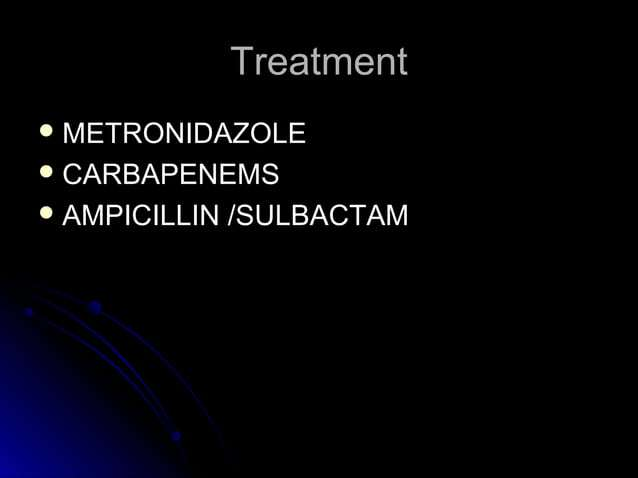 Treatment
METRONIDAZOLE
CARBAPENEMS
AMPICILLIN /SULBACTAM